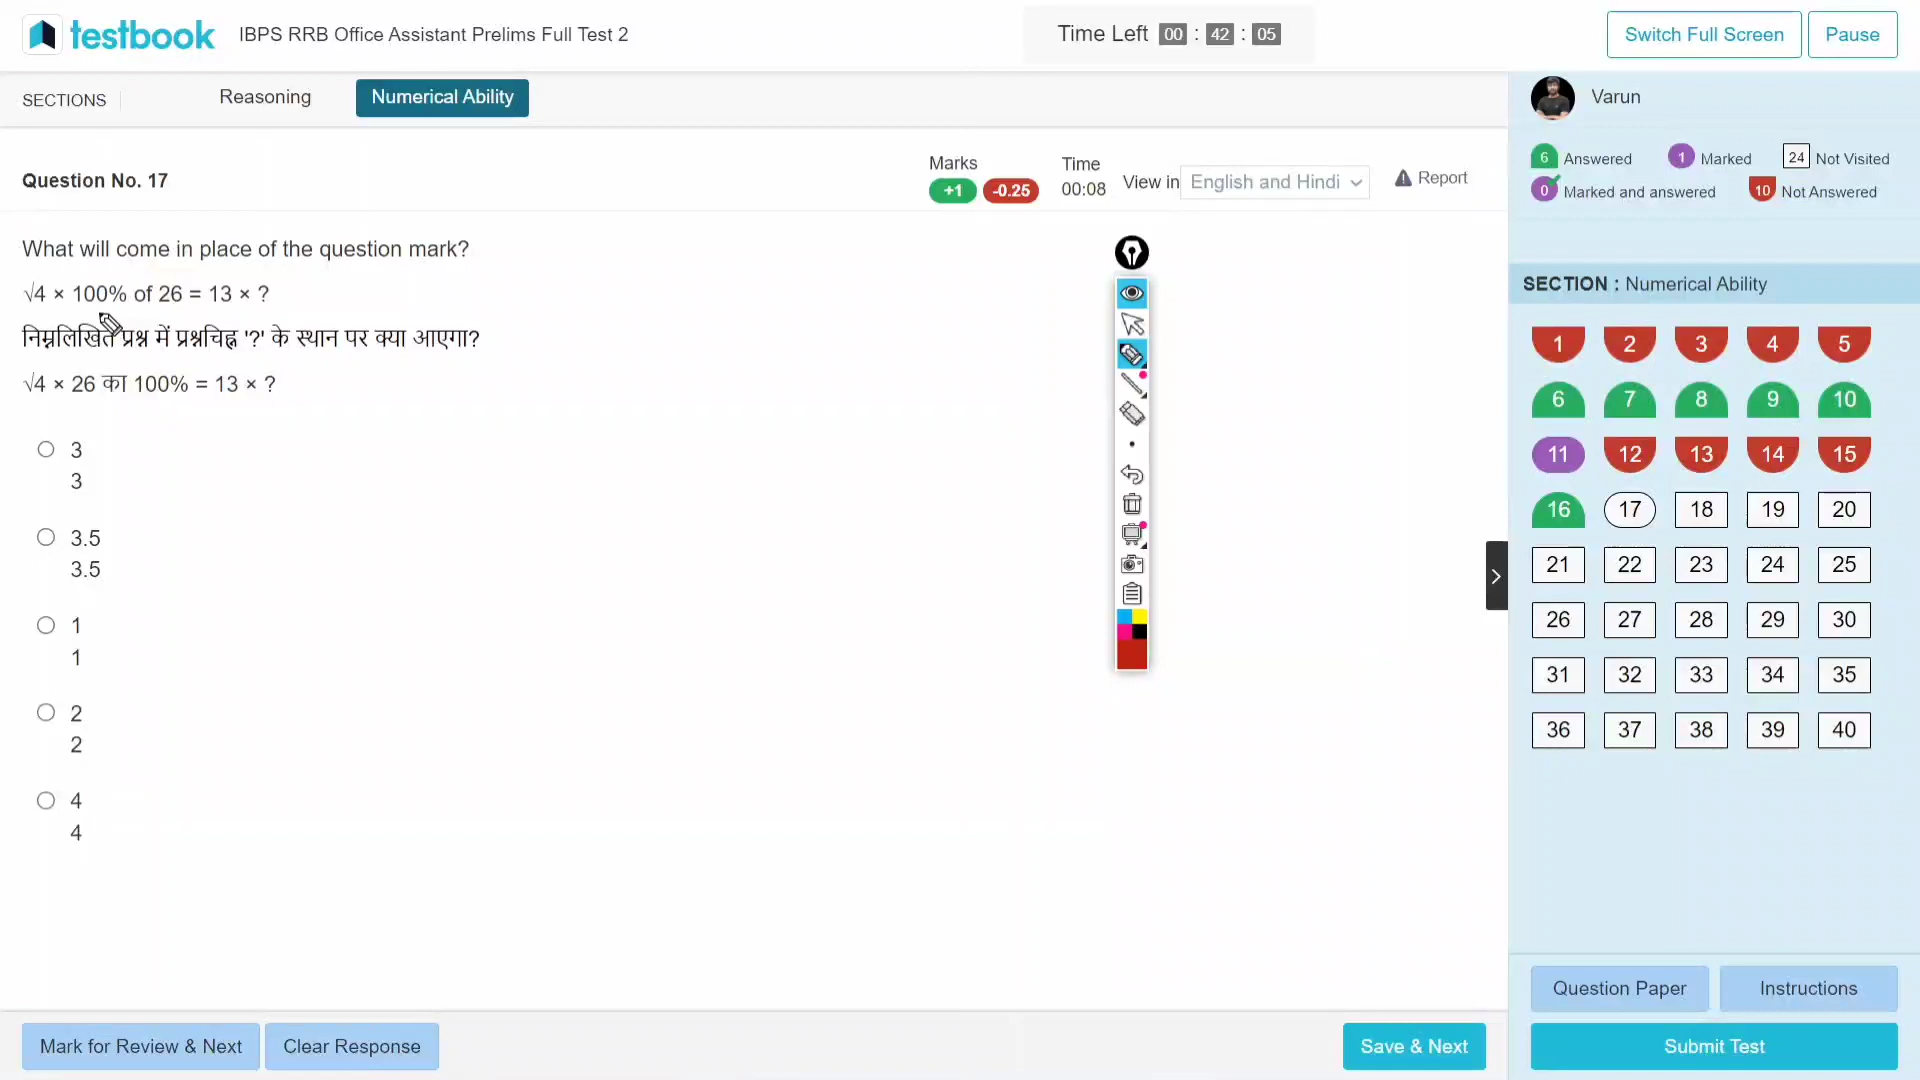 testbook
IBPS RRB Office Assistant Prelims Full Test 2
Time Left 00 : 42 : 05
Switch Full Screen
Pause
SECTIONS
Reasoning
Numerical Ability
Varun
Question No. 17
Marks
+1 -0.25
Time
00:08
View in English and Hindi
Report
6 Answered
1 Marked
24 Not Visited
0 Marked and answered
10 Not Answered
What will come in place of the question mark?
√4 × 100% of 26 = 13 × ?
निम्नलिखित प्रश्न में प्रश्नचिह्न '?' के स्थान पर क्या आएगा?
√4 × 26 का 100% = 13 × ?
3
3
3.5
3.5
1
1
2
2
4
4
SECTION : Numerical Ability
1 2 3 4 5
6 7 8 9 10
11 12 13 14 15
16 17 18 19 20
21 22 23 24 25
26 27 28 29 30
31 32 33 34 35
36 37 38 39 40
Question Paper
Instructions
Mark for Review & Next
Clear Response
Save & Next
Submit Test